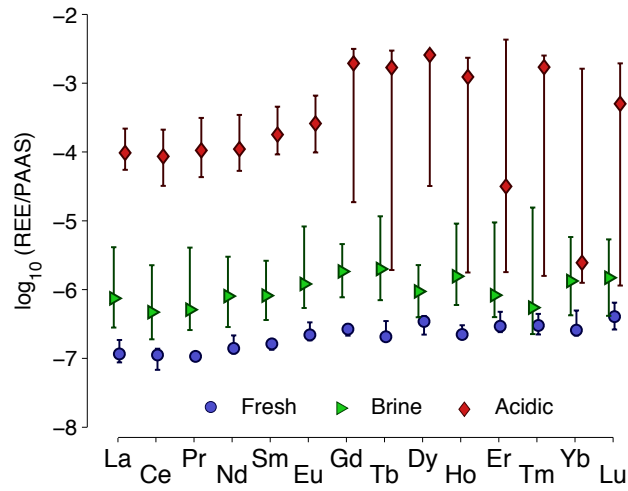 −2
−3
−4
−5
−6
−7
−8
log10 (REE/PAAS)
Fresh Brine Acidic
La Ce Pr Nd Sm Eu Gd Tb Dy Ho Er Tm Yb Lu